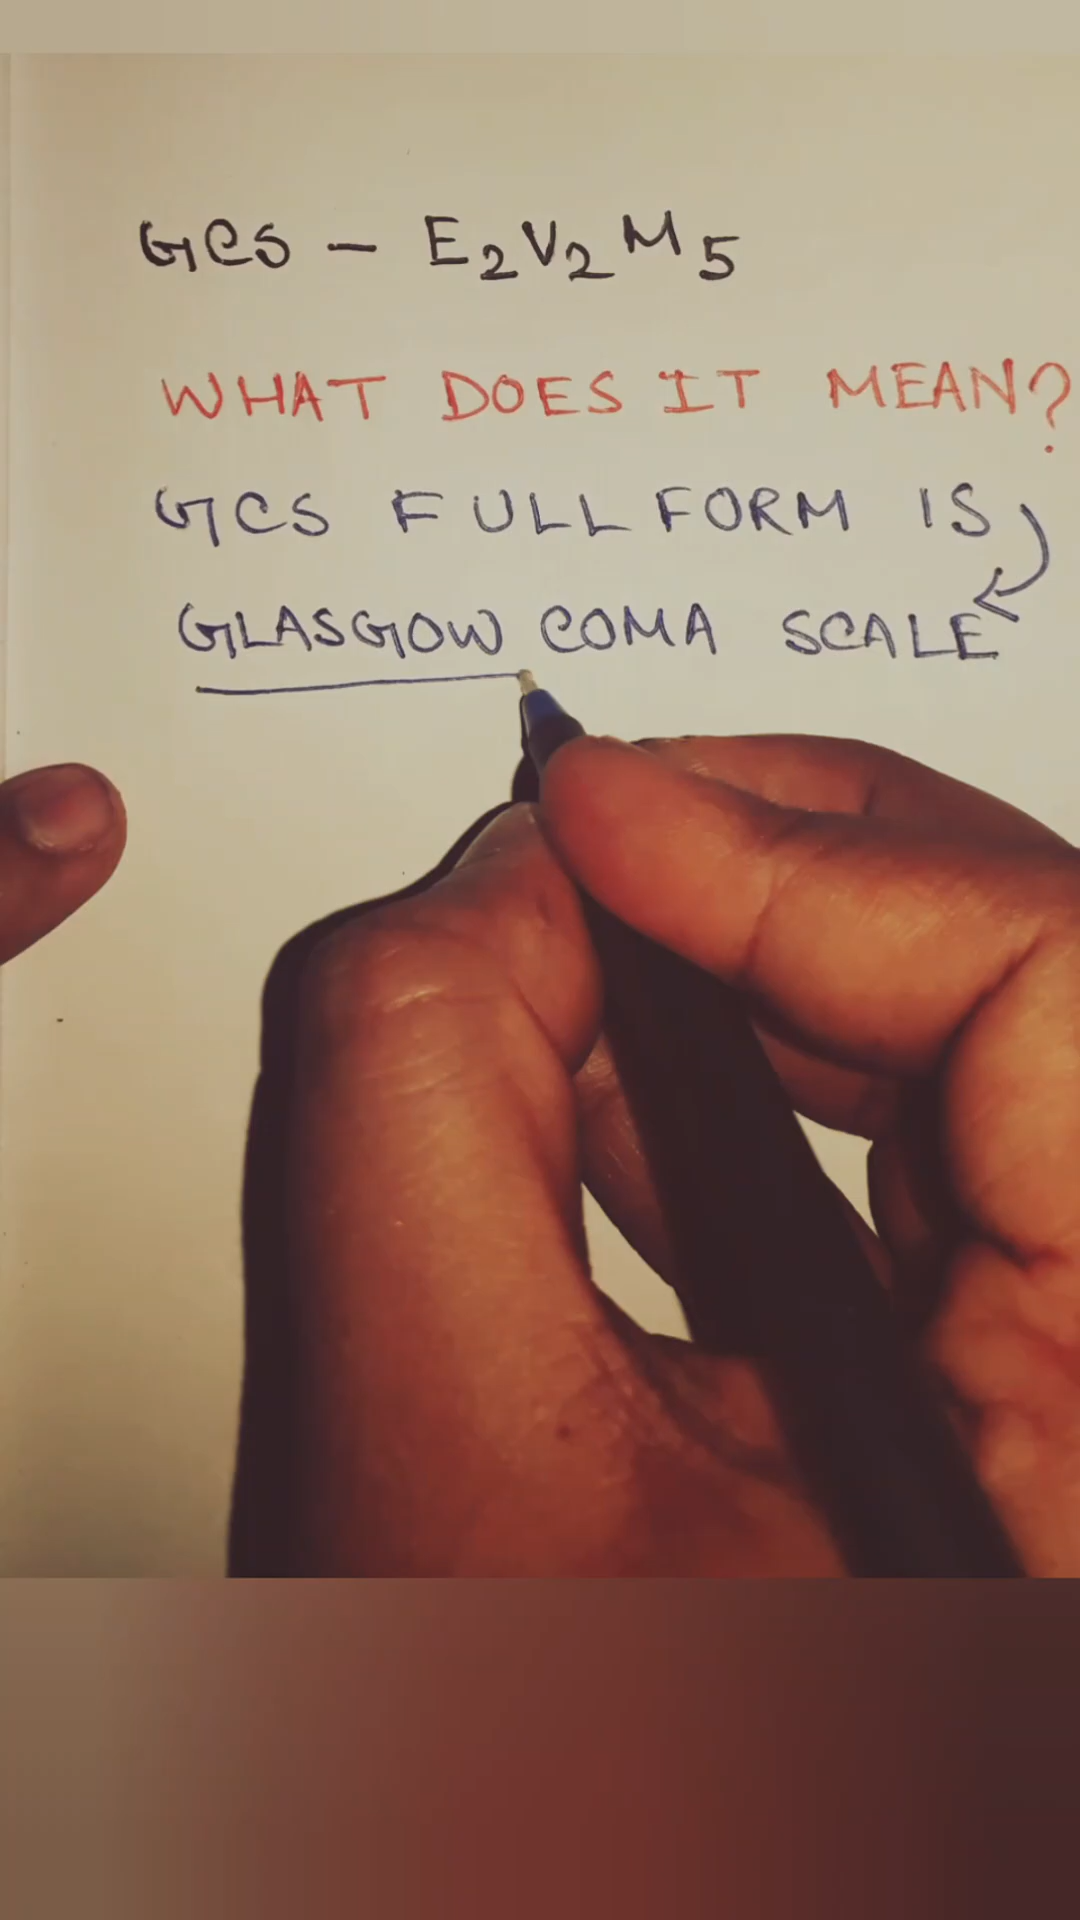 GCS – E₂V₂M₅
WHAT DOES IT MEAN?
GCS FULL FORM IS
GLASGOW COMA SCALE